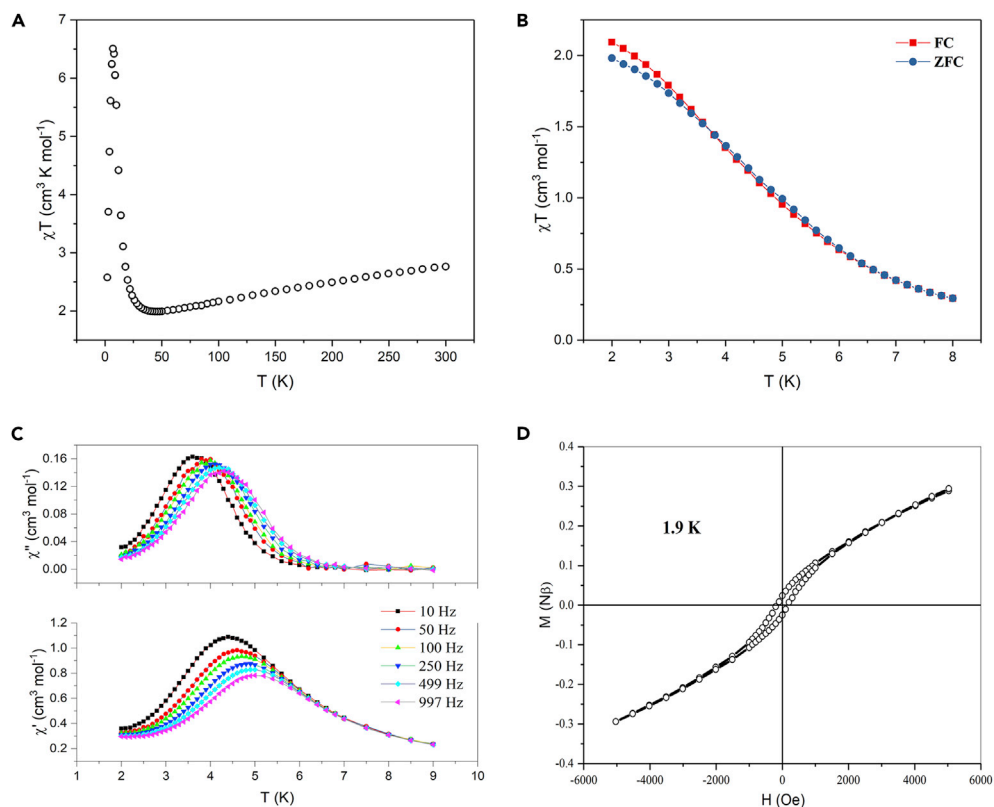 A
7
6
5
4
3
2
1
χT (cm³ K mol⁻¹)
0 50 100 150 200 250 300
T (K)
B
FC
ZFC
2.0
1.5
1.0
0.5
0.0
χT (cm³ mol⁻¹)
2 3 4 5 6 7 8
T (K)
C
0.16
0.12
0.08
0.04
0.00
χ" (cm³ mol⁻¹)
10 Hz
50 Hz
100 Hz
250 Hz
499 Hz
997 Hz
1.2
1.0
0.8
0.6
0.4
0.2
χ' (cm³ mol⁻¹)
1 2 3 4 5 6 7 8 9 10
T (K)
D
1.9 K
0.4
0.3
0.2
0.1
0.0
-0.1
-0.2
-0.3
-0.4
M (Nβ)
-6000 -4000 -2000 0 2000 4000 6000
H (Oe)